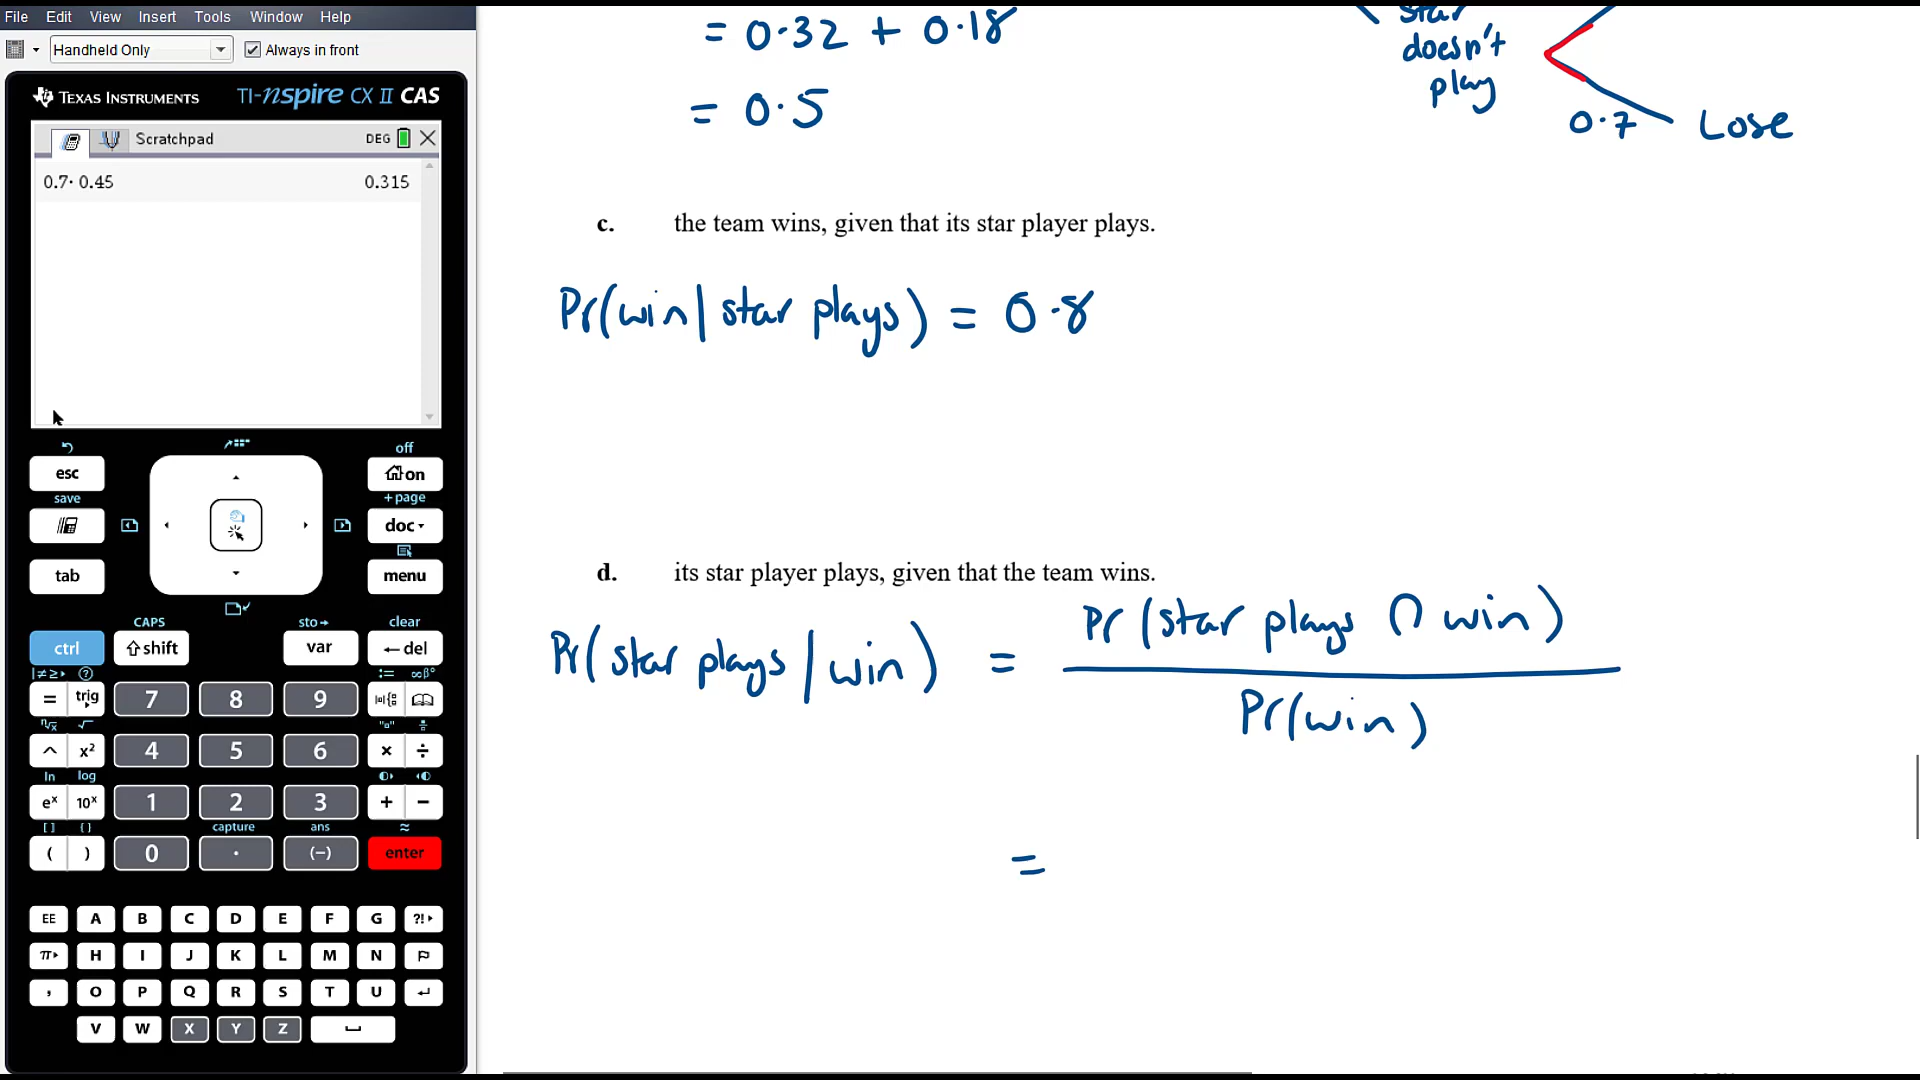 File Edit View Insert Tools Window Help
Handheld Only Always in front
TEXAS INSTRUMENTS TI-nspire CX II CAS
Scratchpad DEG
0.7· 0.45 0.315
esc off
on
save + page
doc
tab menu
CAPS sto→ clear
ctrl shift var ←del
|≠≥▸ ? := ∞β°
= trig 7 8 9
ⁿ√x √ "▫" ÷
^ x² 4 5 6 × ÷
ln log
eˣ 10ˣ 1 2 3 + −
[ ] { } capture ans ≈
( ) 0 . (−) enter
EE A B C D E F G ?!▸
π▸ H I J K L M N
, O P Q R S T U ↵
V W X Y Z
= 0.32 + 0.18
= 0.5
star
doesn't
play
0.7 Lose
c. the team wins, given that its star player plays.
Pr(win|star plays) = 0.8
d. its star player plays, given that the team wins.
Pr(star plays | win) = Pr(star plays ∩ win)
Pr(win)
=